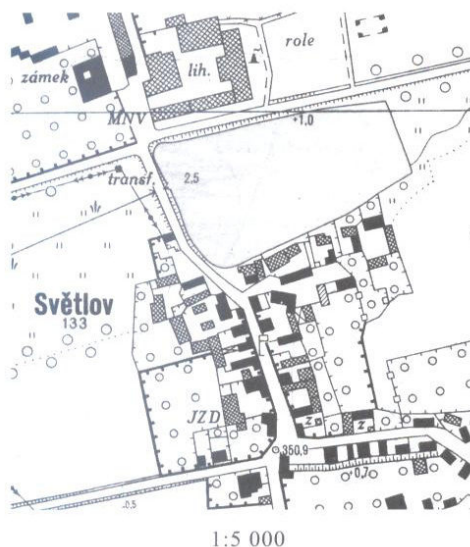 role
zámek
lih.
MNV
1,0
transf.
2.5
Světlov
133
JZD
z
z
350,9
0,7
-0,5
1:5 000